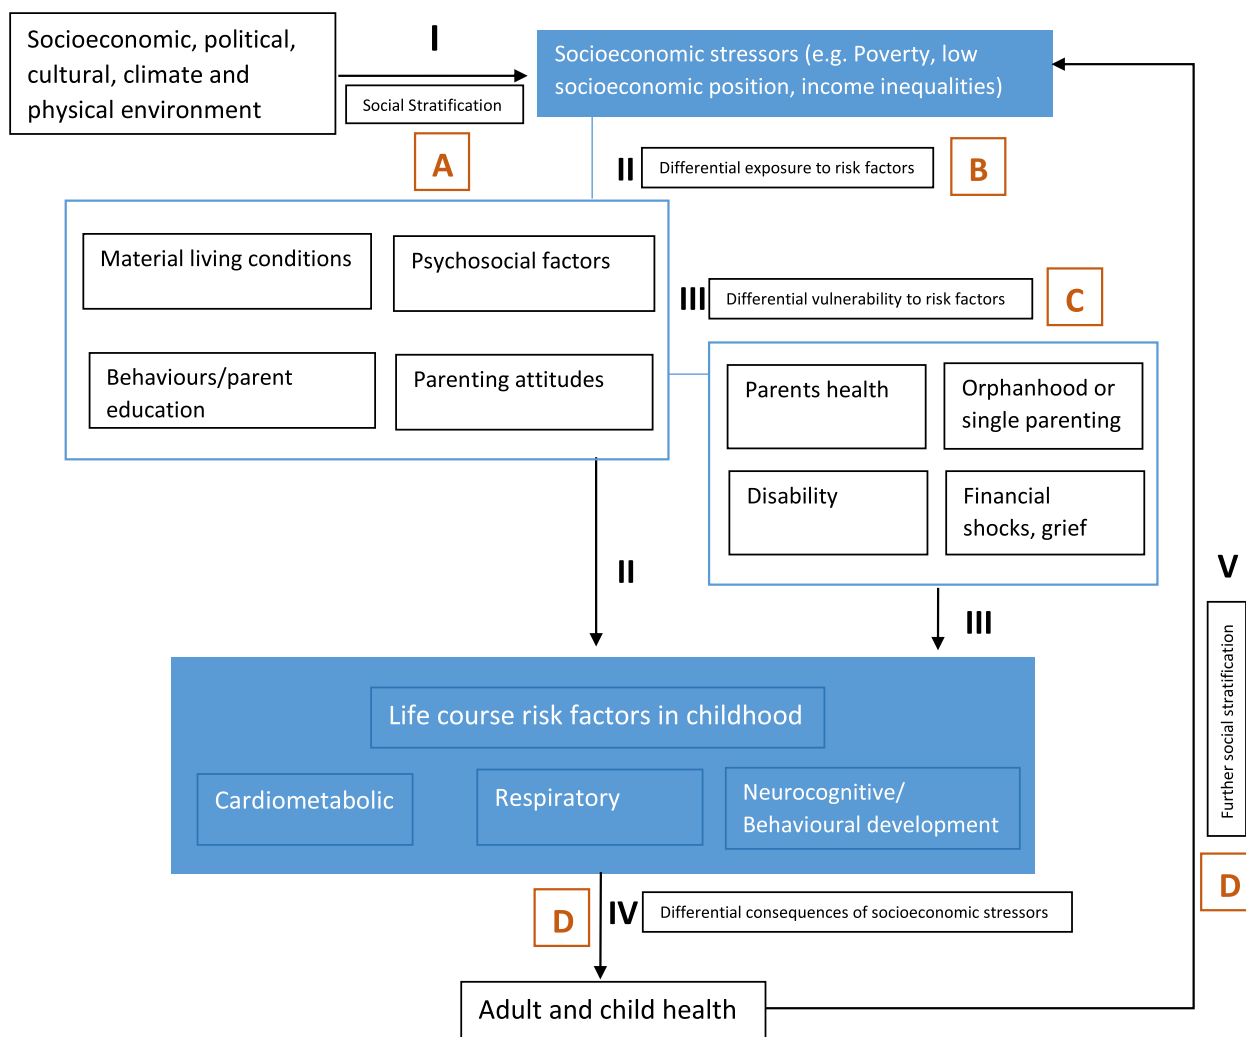 Socioeconomic, political,
cultural, climate and
physical environment
I
Social Stratification
A
Socioeconomic stressors (e.g. Poverty, low
socioeconomic position, income inequalities)
II
Differential exposure to risk factors
B
Material living conditions
Psychosocial factors
Behaviours/parent
education
Parenting attitudes
III
Differential vulnerability to risk factors
C
Parents health
Orphanhood or
single parenting
Disability
Financial
shocks, grief
II
III
V
Further social stratification
D
Life course risk factors in childhood
Cardiometabolic
Respiratory
Neurocognitive/
Behavioural development
D
IV
Differential consequences of socioeconomic stressors
Adult and child health